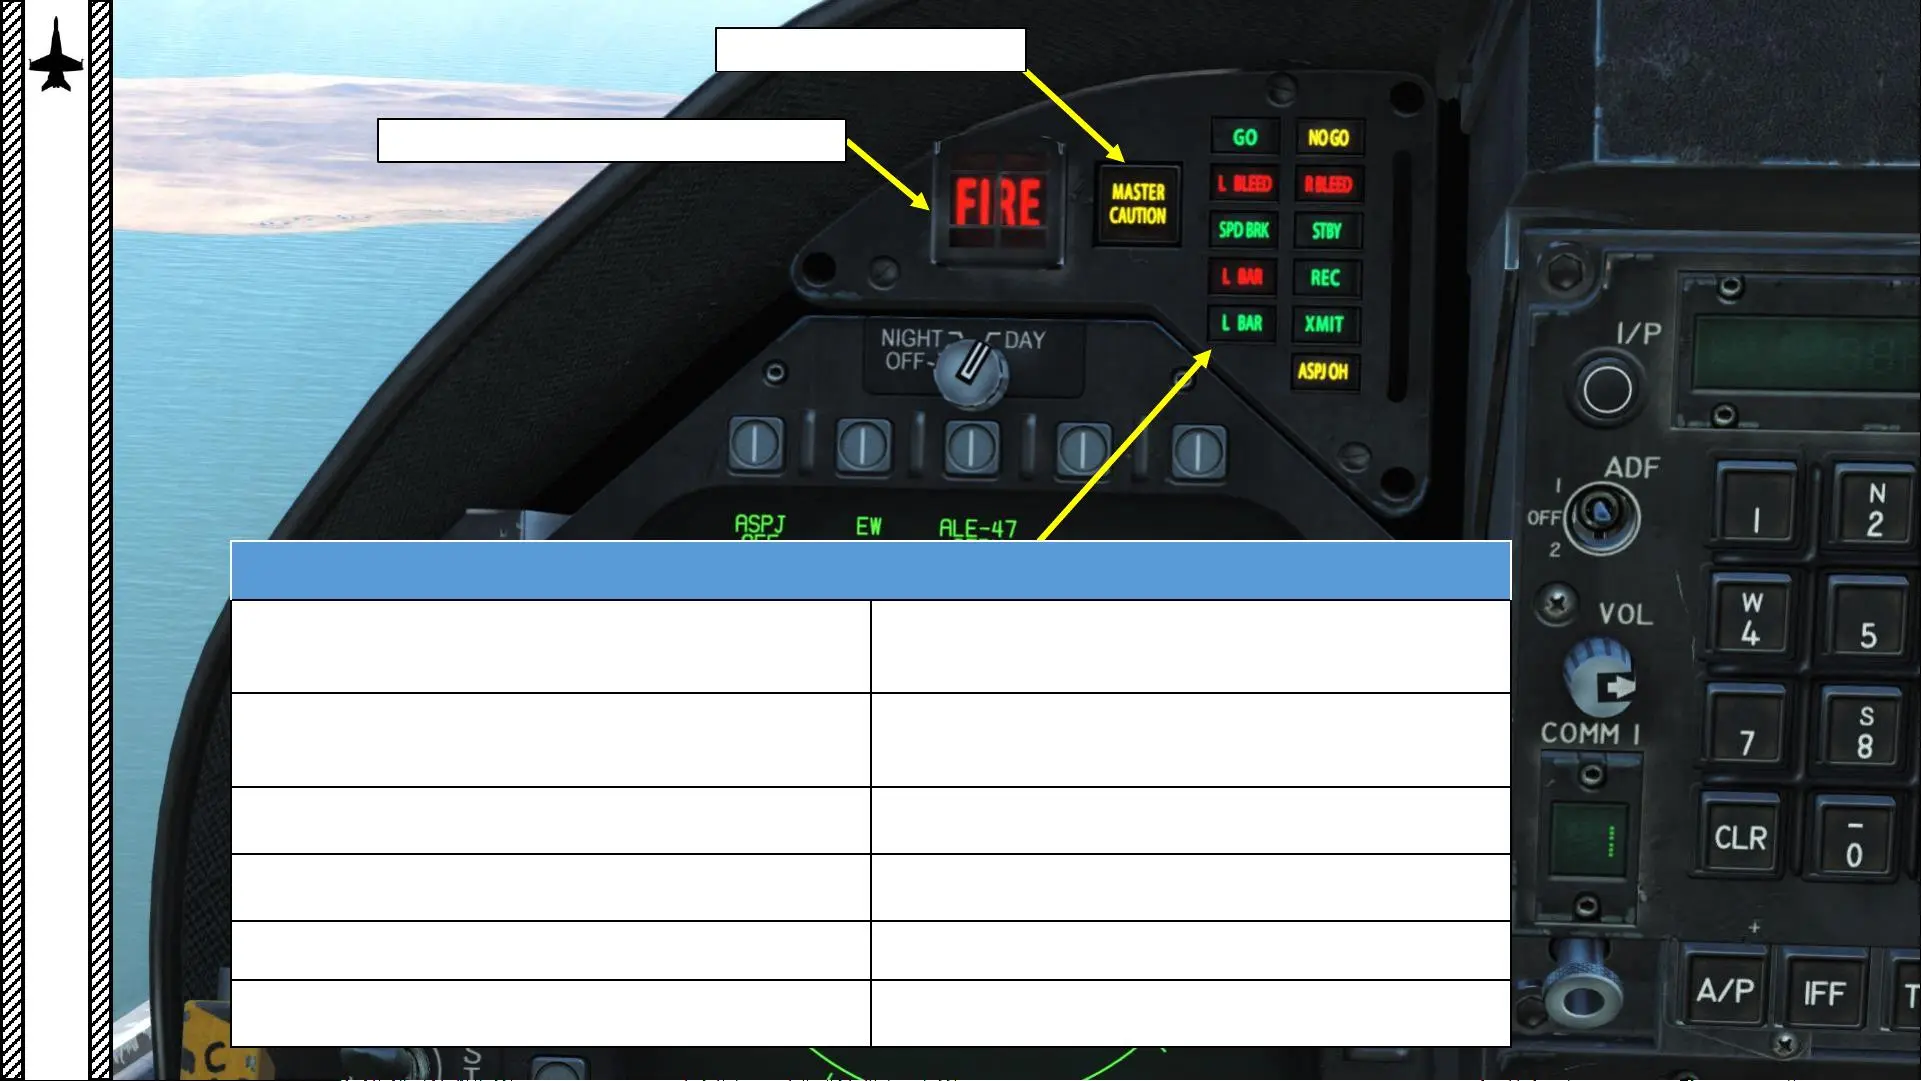 GO
NO GO
L BLEED
R BLEED
FIRE
MASTER
CAUTION
SPD BRK
STBY
L BAR
REC
L BAR
XMIT
ASPJ OH
NIGHT
DAY
OFF
I/P
ADF
1
OFF
2
1
N
2
ASPJ
OFF
EW
ALE-47
VOL
W
4
5
COMM 1
7
S
8
CLR
–
0
A/P
IFF
T
C
S
T